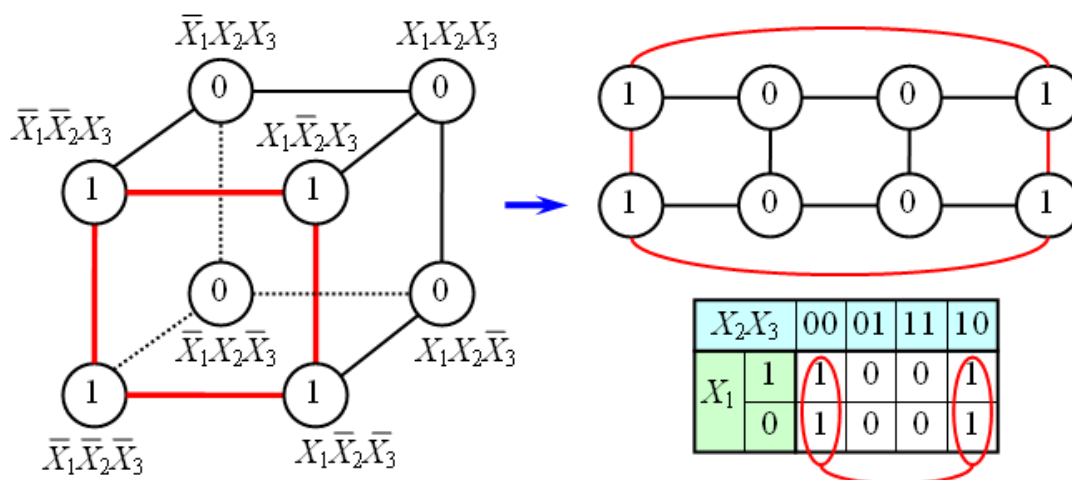 X̅₁X₂X₃ X₁X₂X₃
0 0
X̅₁X̅₂X₃ X₁X̅₂X₃
1 1
0 0
X̅₁X₂X̅₃ X₁X₂X̅₃
1 1
X̅₁X̅₂X̅₃ X₁X̅₂X̅₃
1 0 0 1
1 0 0 1
X₂X₃ 00 01 11 10
X₁ 1 1 0 0 1
0 1 0 0 1